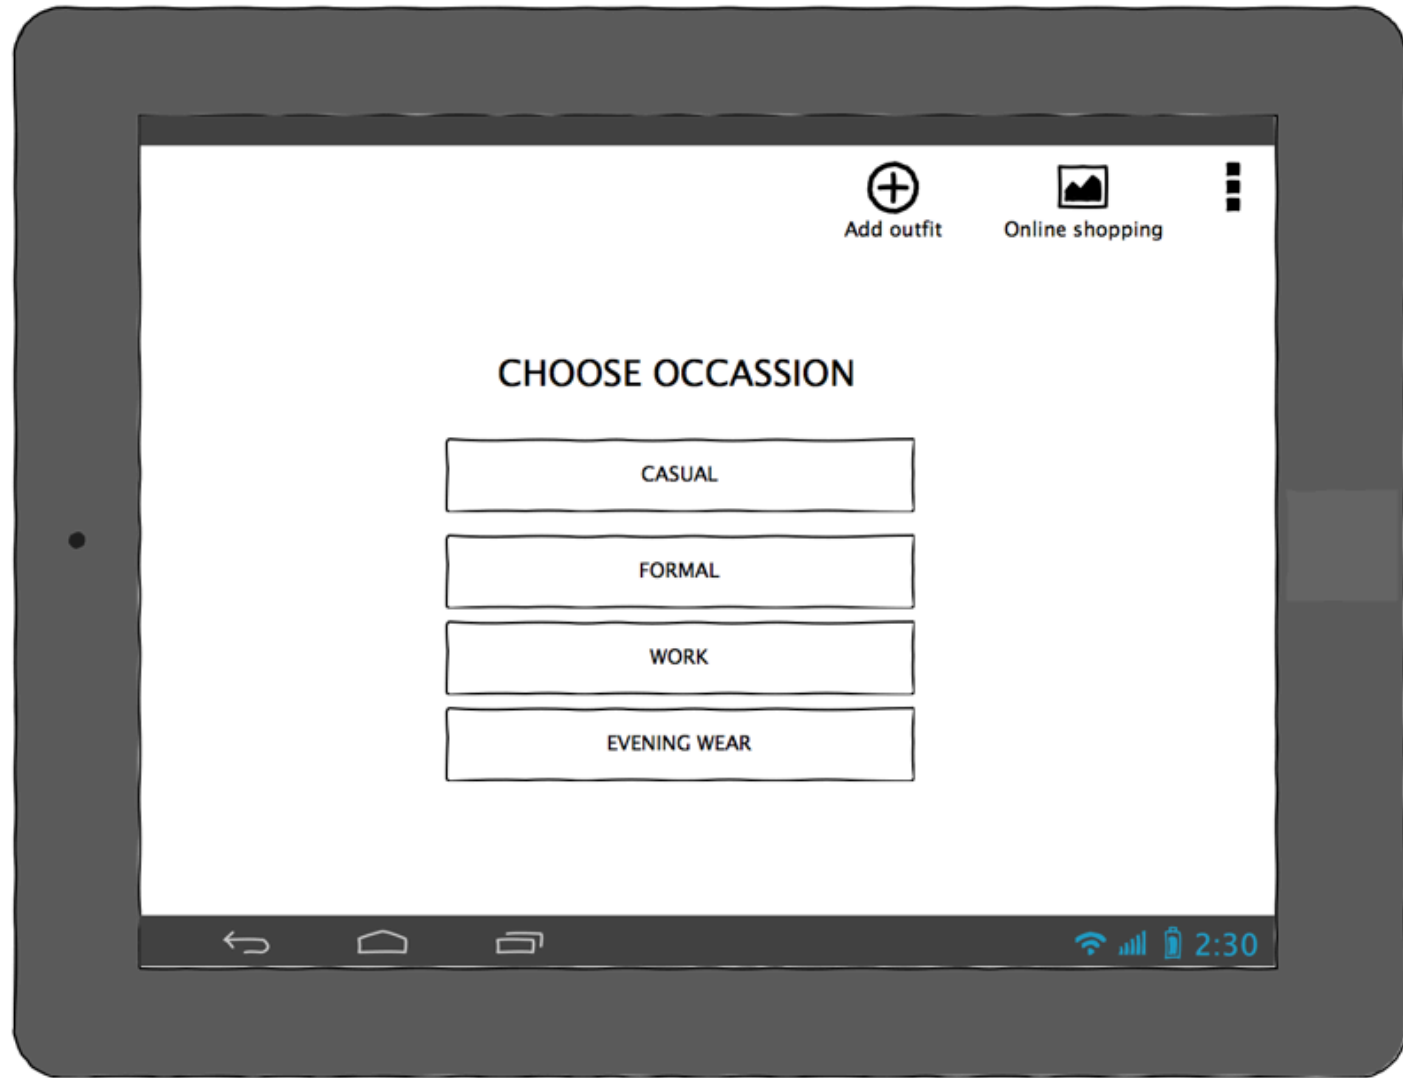 Add outfit
Online shopping
CHOOSE OCCASSION
CASUAL
FORMAL
WORK
EVENING WEAR
2:30